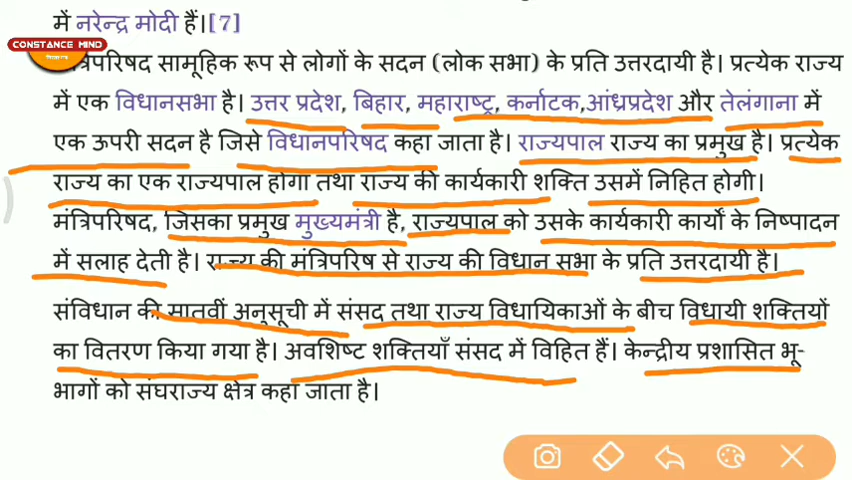 में नरेन्द्र मोदी हैं।[7]
CONSTANCE MIND
मंत्रिपरिषद सामूहिक रूप से लोगों के सदन (लोक सभा) के प्रति उत्तरदायी है। प्रत्येक राज्य
में एक विधानसभा है। उत्तर प्रदेश, बिहार, महाराष्ट्र, कर्नाटक,आंध्रप्रदेश और तेलंगाना में
एक ऊपरी सदन है जिसे विधानपरिषद कहा जाता है। राज्यपाल राज्य का प्रमुख है। प्रत्येक
राज्य का एक राज्यपाल होगा तथा राज्य की कार्यकारी शक्ति उसमें निहित होगी।
मंत्रिपरिषद, जिसका प्रमुख मुख्यमंत्री है, राज्यपाल को उसके कार्यकारी कार्यों के निष्पादन
में सलाह देती है। राज्य की मंत्रिपरिष से राज्य की विधान सभा के प्रति उत्तरदायी है।
संविधान की सातवीं अनुसूची में संसद तथा राज्य विधायिकाओं के बीच विधायी शक्तियों
का वितरण किया गया है। अवशिष्ट शक्तियाँ संसद में विहित हैं। केन्द्रीय प्रशासित भू-
भागों को संघराज्य क्षेत्र कहा जाता है।